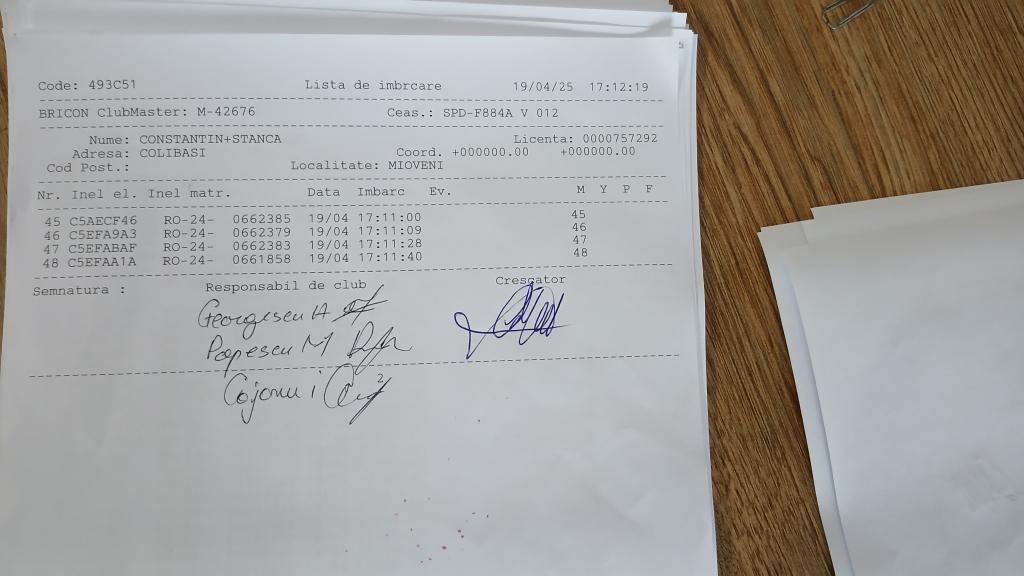 Code: 493C51 Lista de imbrcare 19/04/25 17:12:19
BRICON ClubMaster: M-42676 Ceas.: SPD-F884A V 012
Nume: CONSTANTIN+STANCA Licenta: 0000757292
Adresa: COLIBASI Coord. +000000.00 +000000.00
Cod Post.: Localitate: MIOVENI
Nr. Inel el. Inel matr. Data Imbarc Ev. M Y P F
45 C5AECF46 RO-24- 0662385 19/04 17:11:00 45
46 C5EFA9A3 RO-24- 0662379 19/04 17:11:09 46
47 C5EFABAF RO-24- 0662383 19/04 17:11:28 47
48 C5EFAA1A RO-24- 0661858 19/04 17:11:40 48
Semnatura : Responsabil de club Crescator
Georgescu A
Popescu M
2